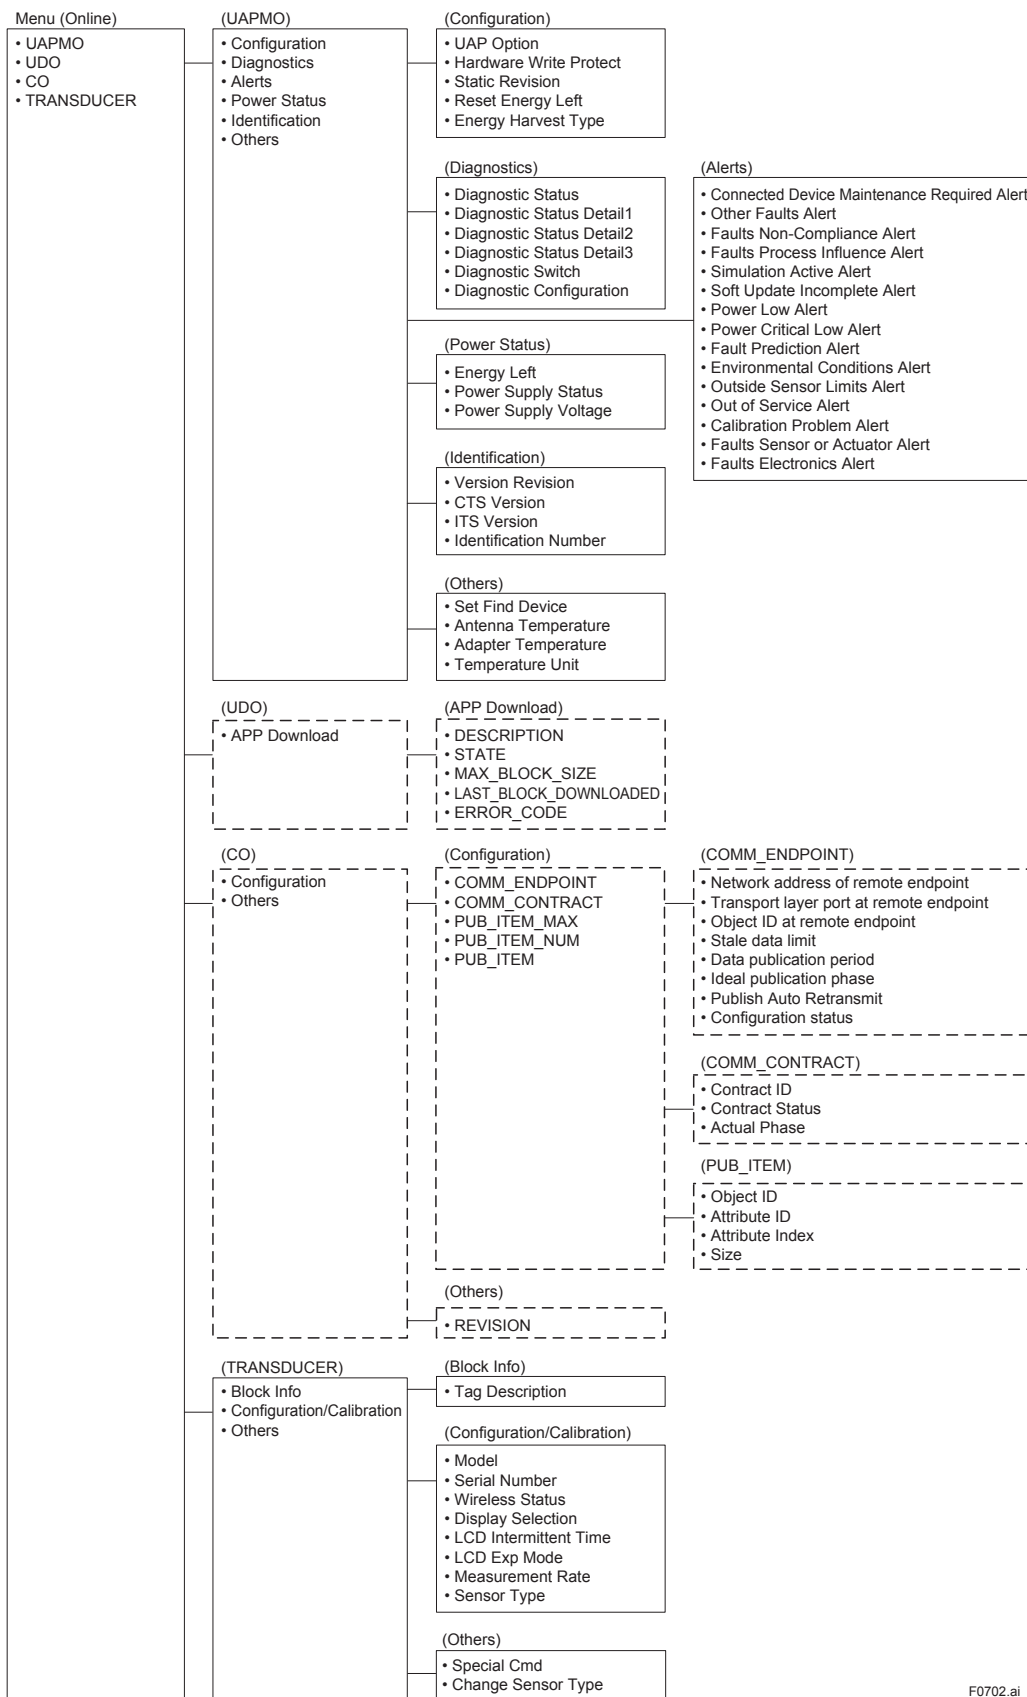 Menu (Online)
• UAPMO
• UDO
• CO
• TRANSDUCER
(UAPMO)
• Configuration
• Diagnostics
• Alerts
• Power Status
• Identification
• Others
(Configuration)
• UAP Option
• Hardware Write Protect
• Static Revision
• Reset Energy Left
• Energy Harvest Type
(Diagnostics)
• Diagnostic Status
• Diagnostic Status Detail1
• Diagnostic Status Detail2
• Diagnostic Status Detail3
• Diagnostic Switch
• Diagnostic Configuration
(Alerts)
• Connected Device Maintenance Required Alert
• Other Faults Alert
• Faults Non-Compliance Alert
• Faults Process Influence Alert
• Simulation Active Alert
• Soft Update Incomplete Alert
• Power Low Alert
• Power Critical Low Alert
• Fault Prediction Alert
• Environmental Conditions Alert
• Outside Sensor Limits Alert
• Out of Service Alert
• Calibration Problem Alert
• Faults Sensor or Actuator Alert
• Faults Electronics Alert
(Power Status)
• Energy Left
• Power Supply Status
• Power Supply Voltage
(Identification)
• Version Revision
• CTS Version
• ITS Version
• Identification Number
(Others)
• Set Find Device
• Antenna Temperature
• Adapter Temperature
• Temperature Unit
(UDO)
• APP Download
(APP Download)
• DESCRIPTION
• STATE
• MAX_BLOCK_SIZE
• LAST_BLOCK_DOWNLOADED
• ERROR_CODE
(CO)
• Configuration
• Others
(Configuration)
• COMM_ENDPOINT
• COMM_CONTRACT
• PUB_ITEM_MAX
• PUB_ITEM_NUM
• PUB_ITEM
(COMM_ENDPOINT)
• Network address of remote endpoint
• Transport layer port at remote endpoint
• Object ID at remote endpoint
• Stale data limit
• Data publication period
• Ideal publication phase
• Publish Auto Retransmit
• Configuration status
(COMM_CONTRACT)
• Contract ID
• Contract Status
• Actual Phase
(PUB_ITEM)
• Object ID
• Attribute ID
• Attribute Index
• Size
(Others)
• REVISION
(TRANSDUCER)
• Block Info
• Configuration/Calibration
• Others
(Block Info)
• Tag Description
(Configuration/Calibration)
• Model
• Serial Number
• Wireless Status
• Display Selection
• LCD Intermittent Time
• LCD Exp Mode
• Measurement Rate
• Sensor Type
(Others)
• Special Cmd
• Change Sensor Type
F0702.ai